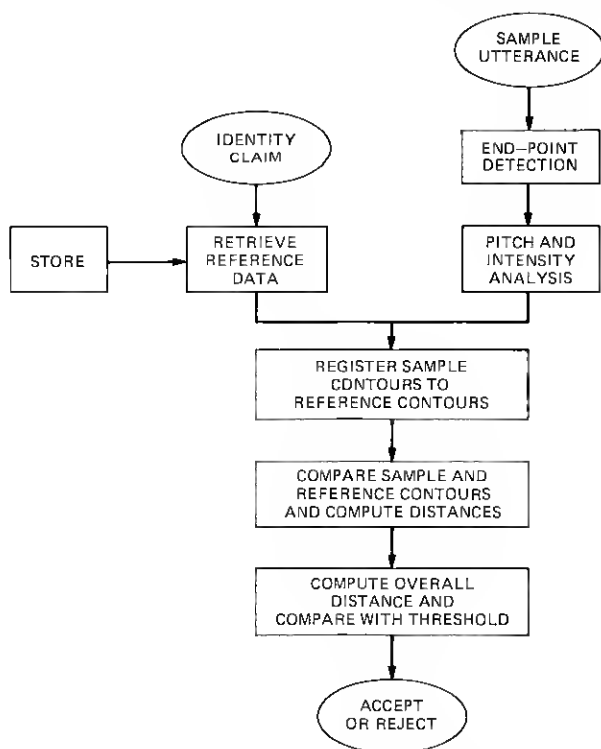 SAMPLE
UTTERANCE
IDENTITY
CLAIM
END–POINT
DETECTION
STORE
RETRIEVE
REFERENCE
DATA
PITCH AND
INTENSITY
ANALYSIS
REGISTER SAMPLE
CONTOURS TO
REFERENCE CONTOURS
COMPARE SAMPLE AND
REFERENCE CONTOURS
AND COMPUTE DISTANCES
COMPUTE OVERALL
DISTANCE AND
COMPARE WITH THRESHOLD
ACCEPT
OR REJECT